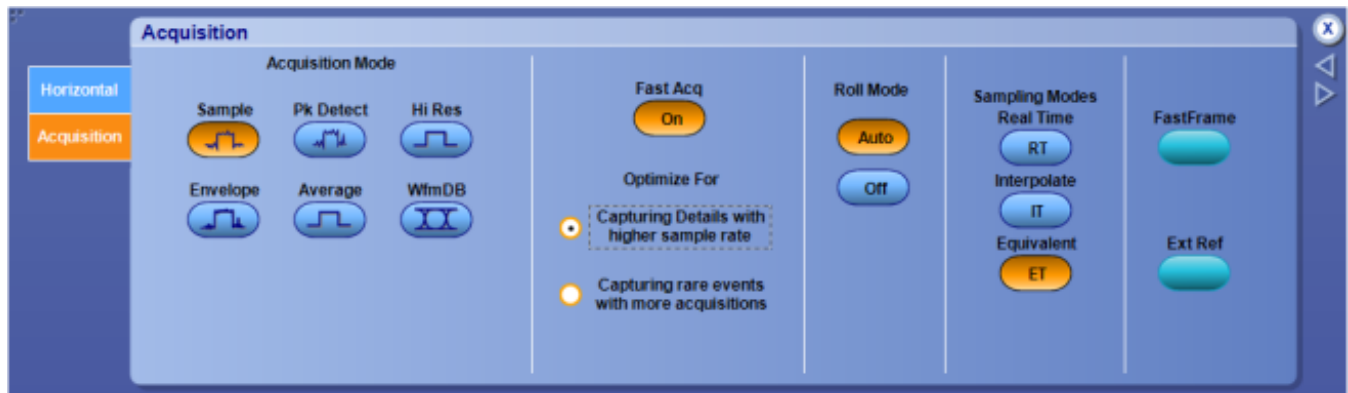 Acquisition
X
Horizontal
Acquisition
Acquisition Mode
Sample
Pk Detect
Hi Res
Envelope
Average
WfmDB
Fast Acq
On
Optimize For
Capturing Details with
higher sample rate
Capturing rare events
with more acquisitions
Roll Mode
Auto
Off
Sampling Modes
Real Time
RT
Interpolate
IT
Equivalent
ET
FastFrame
Ext Ref